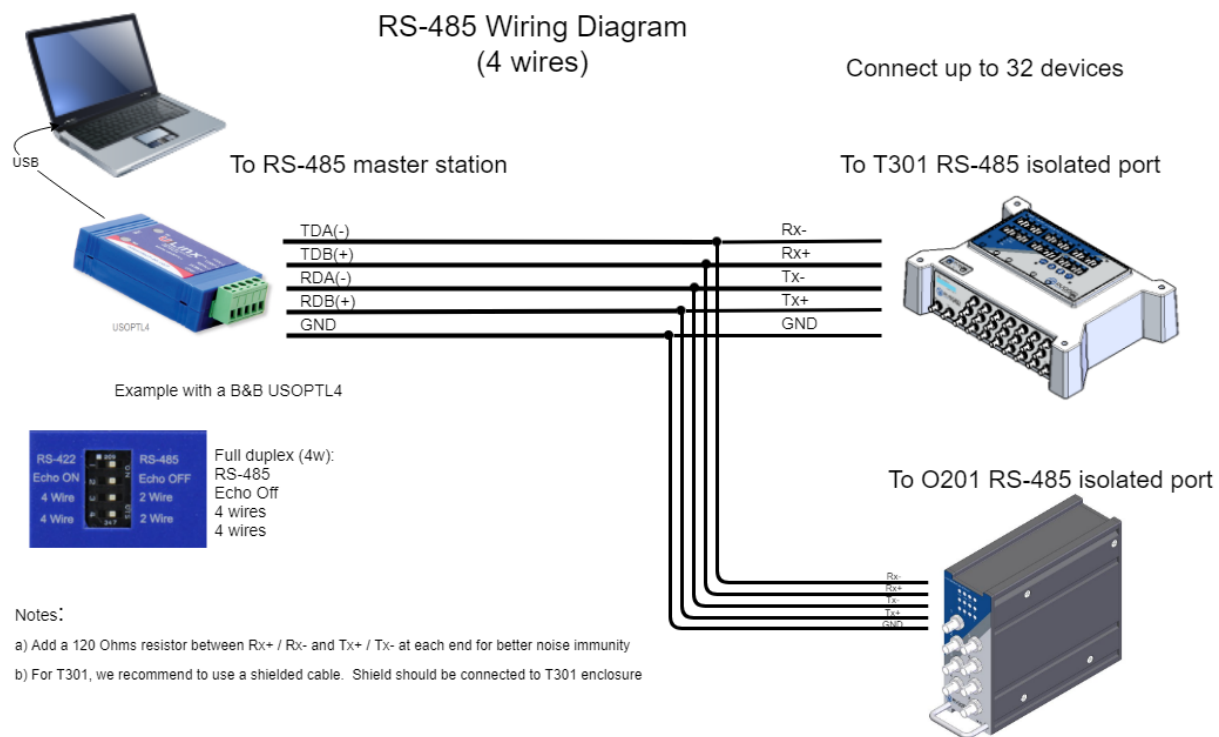 RS-485 Wiring Diagram
(4 wires)
Connect up to 32 devices
USB
To RS-485 master station
To T301 RS-485 isolated port
TDA(-)
Rx-
TDB(+)
Rx+
RDA(-)
Tx-
RDB(+)
Tx+
GND
GND
USOPTL4
Example with a B&B USOPTL4
RS-422
RS-485
Echo ON
Echo OFF
4 Wire
2 Wire
4 Wire
2 Wire
Full duplex (4w):
RS-485
Echo Off
4 wires
4 wires
To O201 RS-485 isolated port
Rx-
Rx+
Tx-
Tx+
GND
Notes:
a) Add a 120 Ohms resistor between Rx+ / Rx- and Tx+ / Tx- at each end for better noise immunity
b) For T301, we recommend to use a shielded cable.  Shield should be connected to T301 enclosure